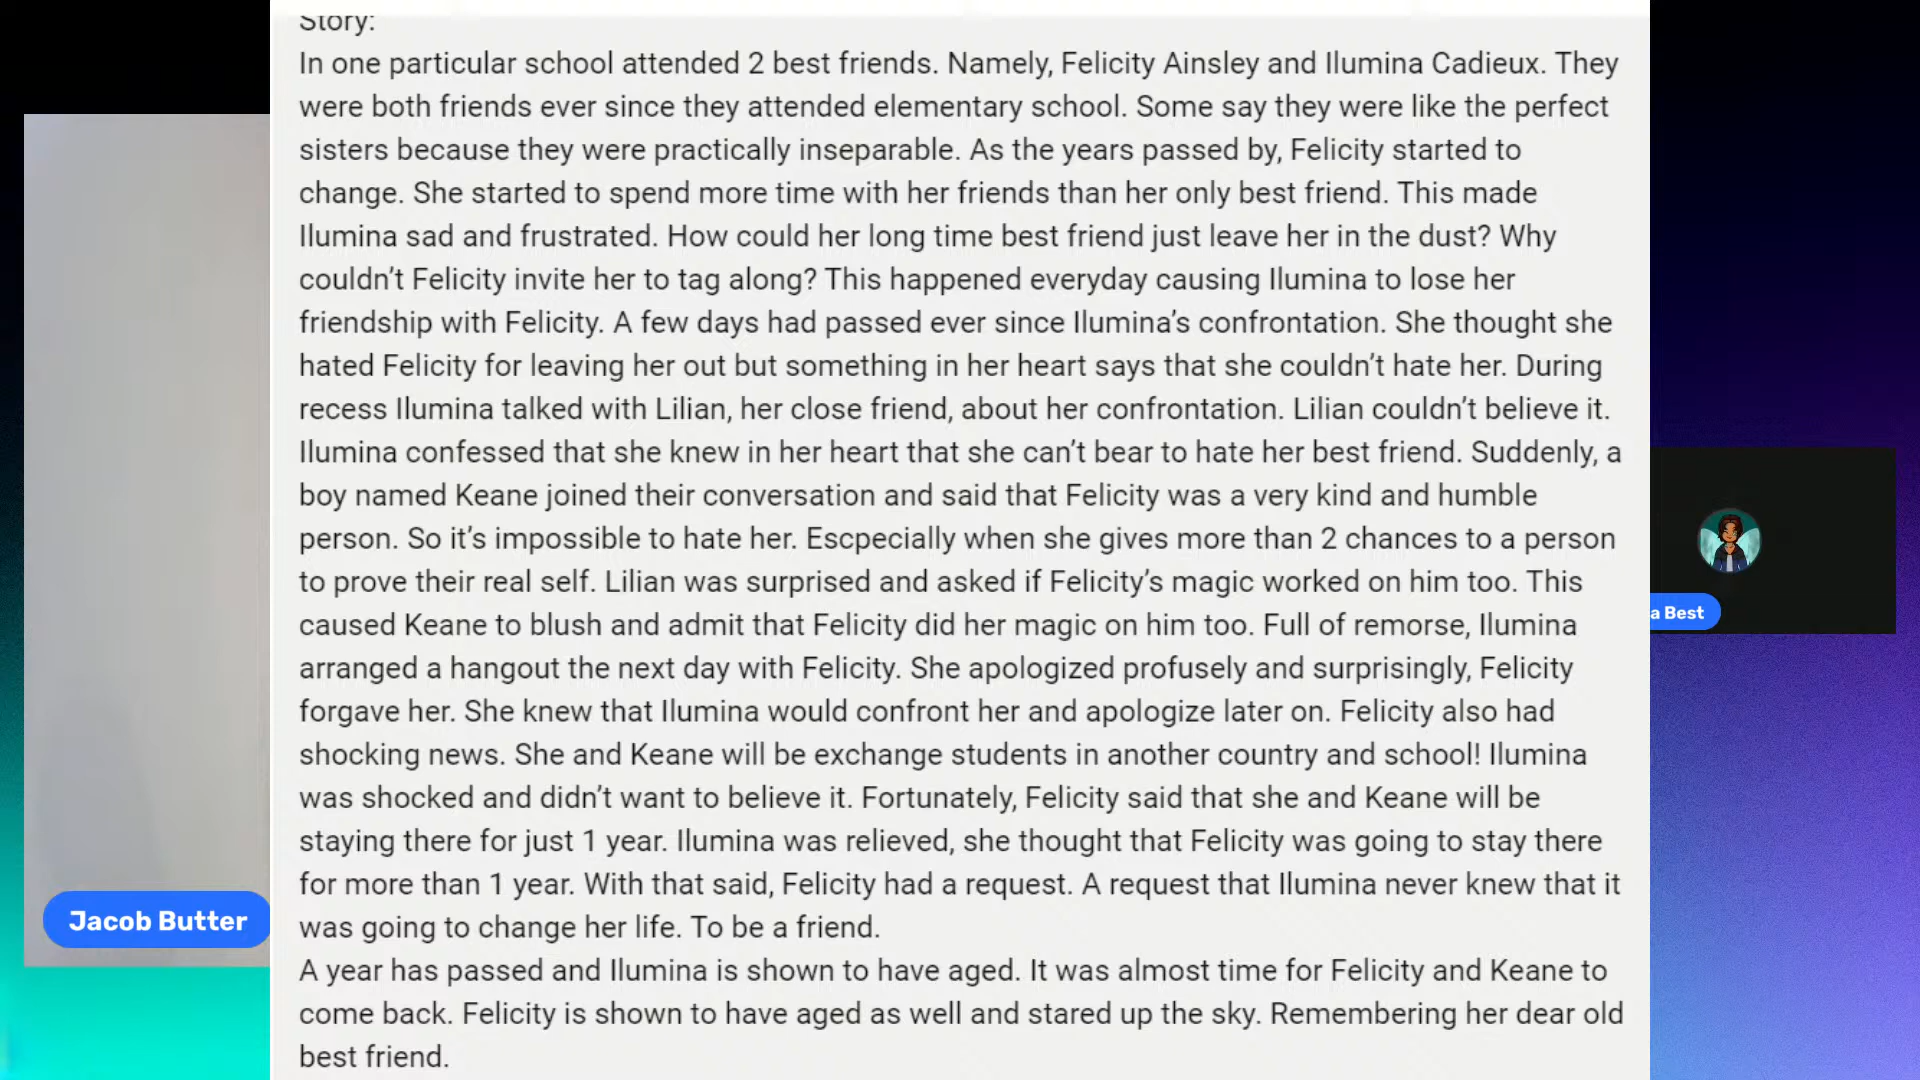 Story:
In one particular school attended 2 best friends. Namely, Felicity Ainsley and Ilumina Cadieux. They
were both friends ever since they attended elementary school. Some say they were like the perfect
sisters because they were practically inseparable. As the years passed by, Felicity started to
change. She started to spend more time with her friends than her only best friend. This made
Ilumina sad and frustrated. How could her long time best friend just leave her in the dust? Why
couldn't Felicity invite her to tag along? This happened everyday causing Ilumina to lose her
friendship with Felicity. A few days had passed ever since Ilumina's confrontation. She thought she
hated Felicity for leaving her out but something in her heart says that she couldn't hate her. During
recess Ilumina talked with Lilian, her close friend, about her confrontation. Lilian couldn't believe it.
Ilumina confessed that she knew in her heart that she can't bear to hate her best friend. Suddenly, a
boy named Keane joined their conversation and said that Felicity was a very kind and humble
person. So it's impossible to hate her. Escpecially when she gives more than 2 chances to a person
to prove their real self. Lilian was surprised and asked if Felicity's magic worked on him too. This
caused Keane to blush and admit that Felicity did her magic on him too. Full of remorse, Ilumina
arranged a hangout the next day with Felicity. She apologized profusely and surprisingly, Felicity
forgave her. She knew that Ilumina would confront her and apologize later on. Felicity also had
shocking news. She and Keane will be exchange students in another country and school! Ilumina
was shocked and didn't want to believe it. Fortunately, Felicity said that she and Keane will be
staying there for just 1 year. Ilumina was relieved, she thought that Felicity was going to stay there
for more than 1 year. With that said, Felicity had a request. A request that Ilumina never knew that it
was going to change her life. To be a friend.
A year has passed and Ilumina is shown to have aged. It was almost time for Felicity and Keane to
come back. Felicity is shown to have aged as well and stared up the sky. Remembering her dear old
best friend.
Jacob Butter
a Best